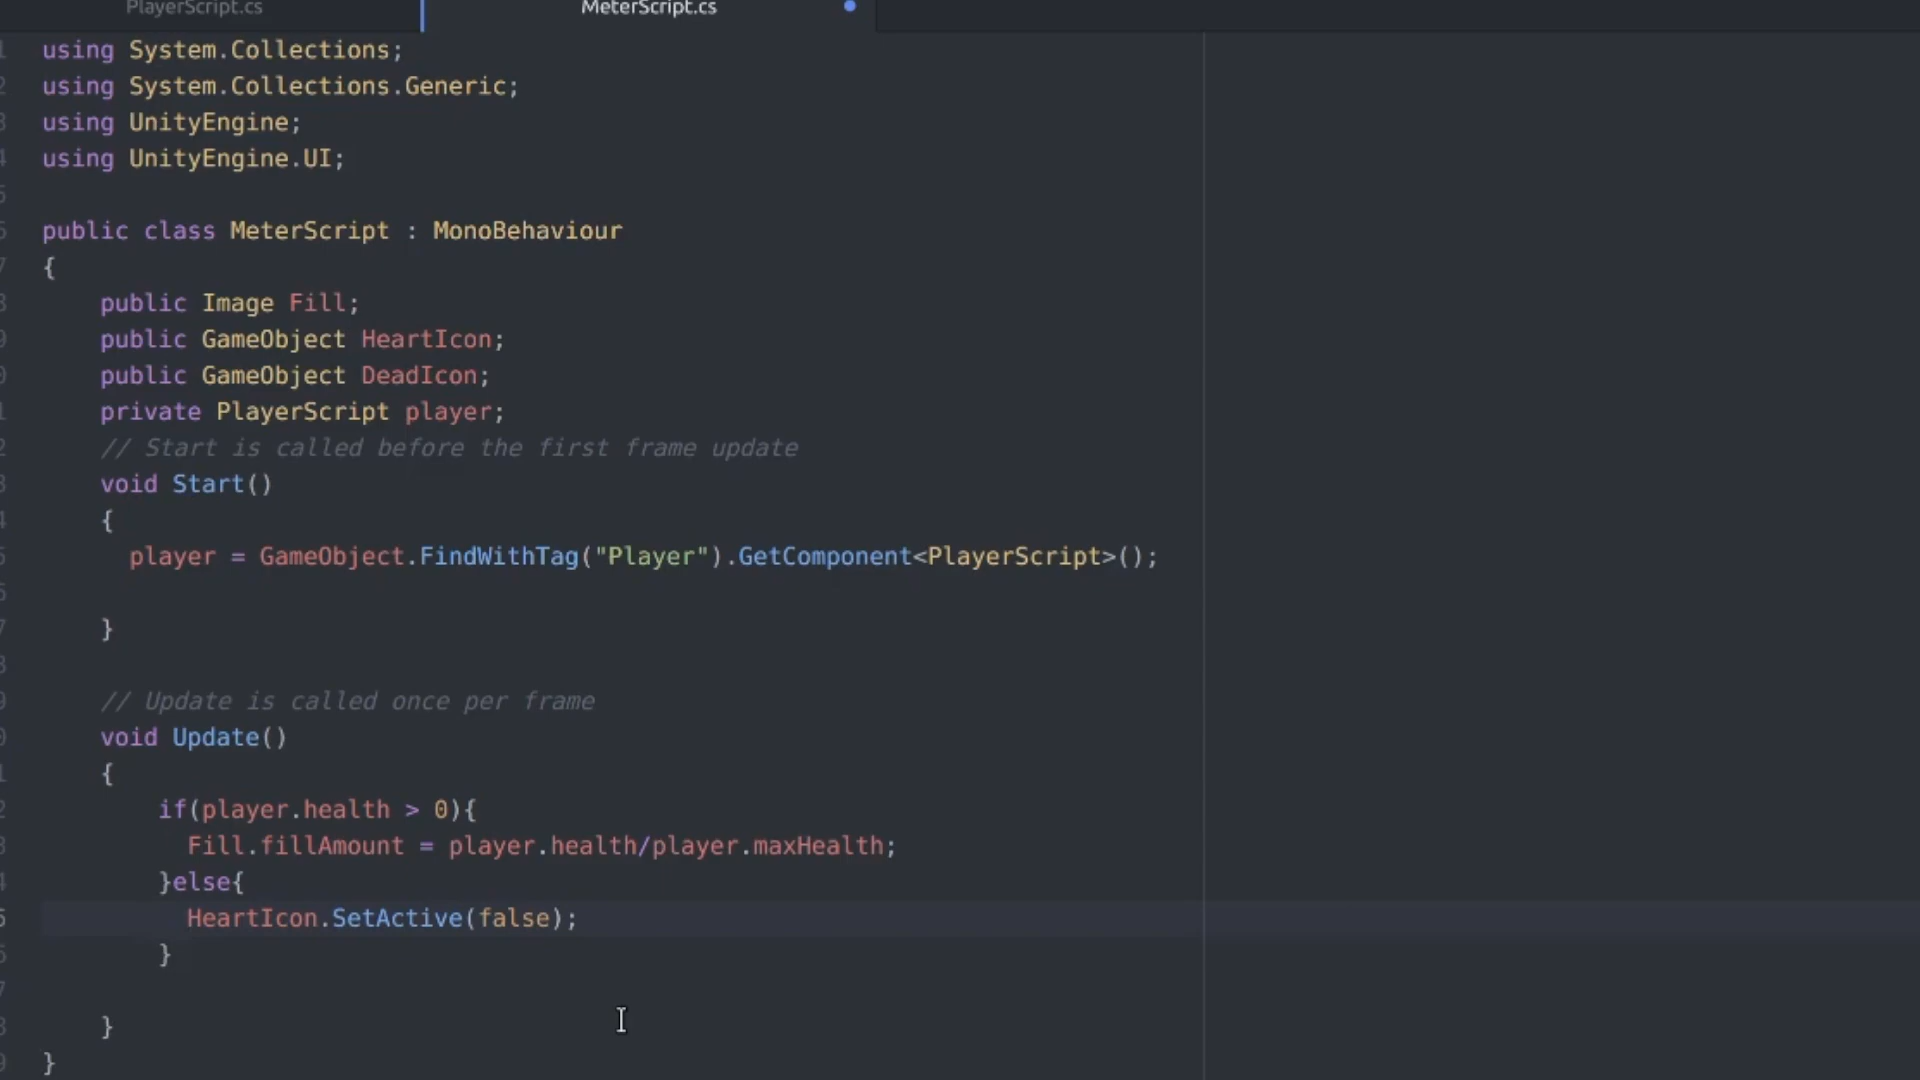 PlayerScript.cs MeterScript.cs
using System.Collections;
using System.Collections.Generic;
using UnityEngine;
using UnityEngine.UI;
public class MeterScript : MonoBehaviour
{
public Image Fill;
public GameObject HeartIcon;
public GameObject DeadIcon;
private PlayerScript player;
// Start is called before the first frame update
void Start()
{
player = GameObject.FindWithTag("Player").GetComponent<PlayerScript>();
}
// Update is called once per frame
void Update()
{
if(player.health > 0){
Fill.fillAmount = player.health/player.maxHealth;
}else{
HeartIcon.SetActive(false);
}
}
}